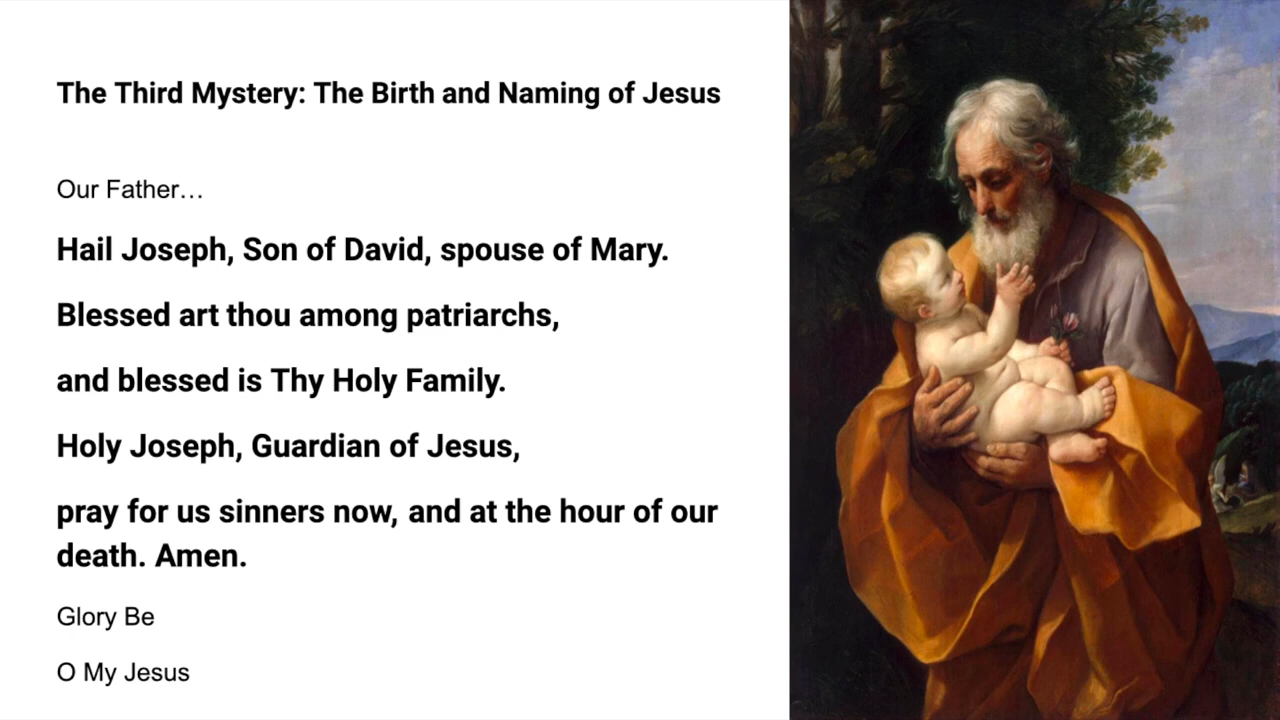 The Third Mystery: The Birth and Naming of Jesus
Our Father…
Hail Joseph, Son of David, spouse of Mary.
Blessed art thou among patriarchs,
and blessed is Thy Holy Family.
Holy Joseph, Guardian of Jesus,
pray for us sinners now, and at the hour of our
death. Amen.
Glory Be
O My Jesus